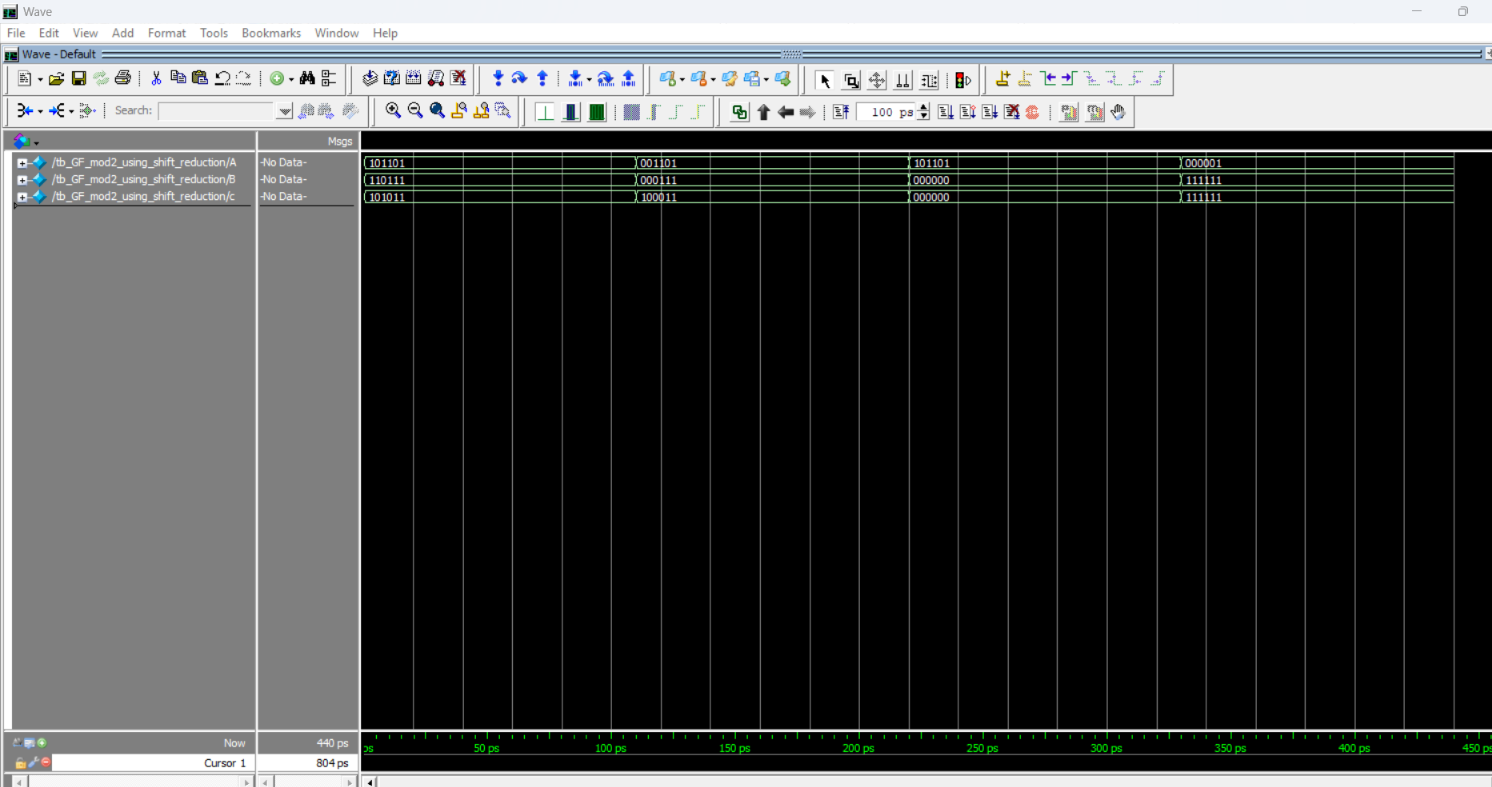 Wave
File Edit View Add Format Tools Bookmarks Window Help
Wave - Default
Search:
100 ps
Msgs
/tb_GF_mod2_using_shift_reduction/A -No Data- 101101 001101 101101 000001
/tb_GF_mod2_using_shift_reduction/B -No Data- 110111 000111 000000 111111
/tb_GF_mod2_using_shift_reduction/c -No Data- 101011 100011 000000 111111
Now 440 ps ps 50 ps 100 ps 150 ps 200 ps 250 ps 300 ps 350 ps 400 ps 450 ps
Cursor 1 804 ps